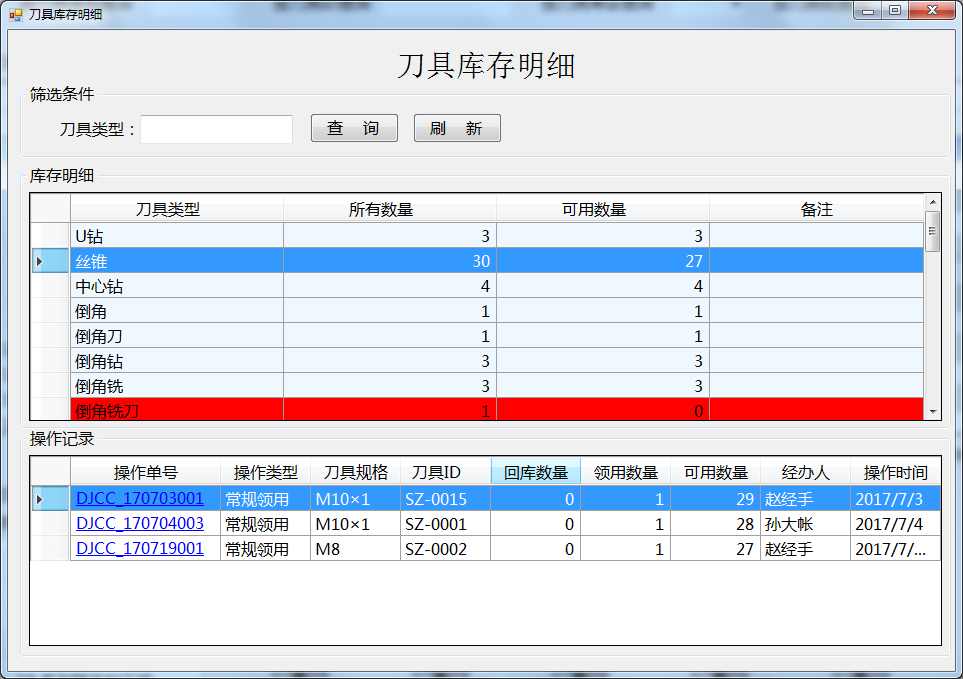 刀具库存明细
刀具库存明细
筛选条件
刀具类型： 查 询 刷 新
库存明细
刀具类型 所有数量 可用数量 备注
U钻 3 3
丝锥 30 27
中心钻 4 4
倒角 1 1
倒角刀 1 1
倒角钻 3 3
倒角铣 3 3
倒角铣刀 1 0
操作记录
操作单号 操作类型 刀具规格 刀具ID 回库数量 领用数量 可用数量 经办人 操作时间
DJCC_170703001 常规领用 M10×1 SZ-0015 0 1 29 赵经手 2017/7/3
DJCC_170704003 常规领用 M10×1 SZ-0001 0 1 28 孙大帐 2017/7/4
DJCC_170719001 常规领用 M8 SZ-0002 0 1 27 赵经手 2017/7/...